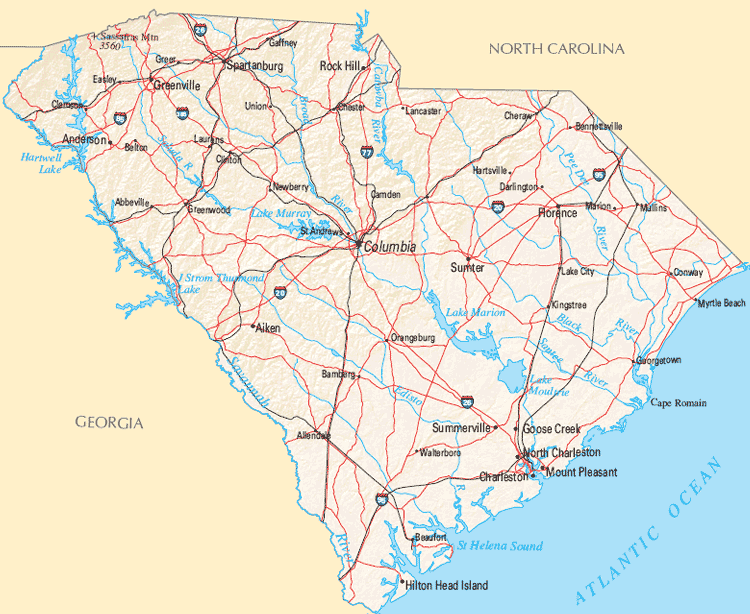 NORTH CAROLINA
Sassafras Mtn
3560
26
Gaffney
Greer
Spartanburg
Rock Hill
Easley
Greenville
Catawba River
Clemson
85
Union
Broad River
Chester
Lancaster
Cheraw
Bennettsville
Anderson
Belton
Saluda R.
Laurens
Clinton
77
Hartwell
Lake
Pee Dee River
95
Hartsville
Darlington
Newberry
Camden
Abbeville
Greenwood
Lake Murray
St Andrews
Columbia
20
Florence
Marion
Mullins
Sumter
Lake City
Conway
J Strom Thurmond
Lake
20
Myrtle Beach
Lake Marion
Kingstree
Black River
Aiken
Orangeburg
Santee River
Georgetown
Savannah River
Bamberg
Edisto R
Lake
Moultrie
Cape Romain
GEORGIA
26
Summerville
Goose Creek
Allendale
Walterboro
North Charleston
Charleston
Mount Pleasant
95
Beaufort
St Helena Sound
ATLANTIC OCEAN
Hilton Head Island